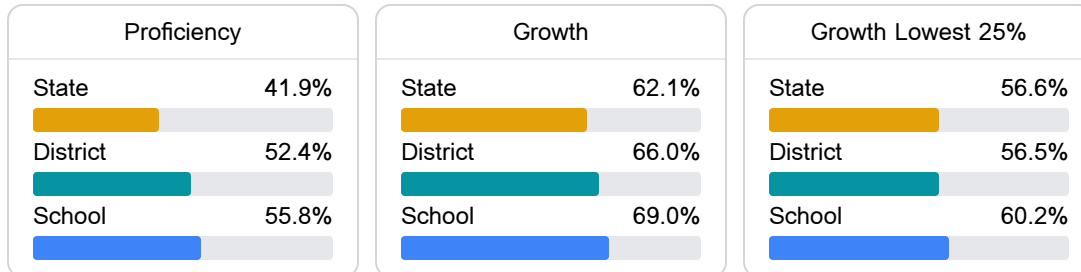 Proficiency
State 41.9%
District 52.4%
School 55.8%
Growth
State 62.1%
District 66.0%
School 69.0%
Growth Lowest 25%
State 56.6%
District 56.5%
School 60.2%